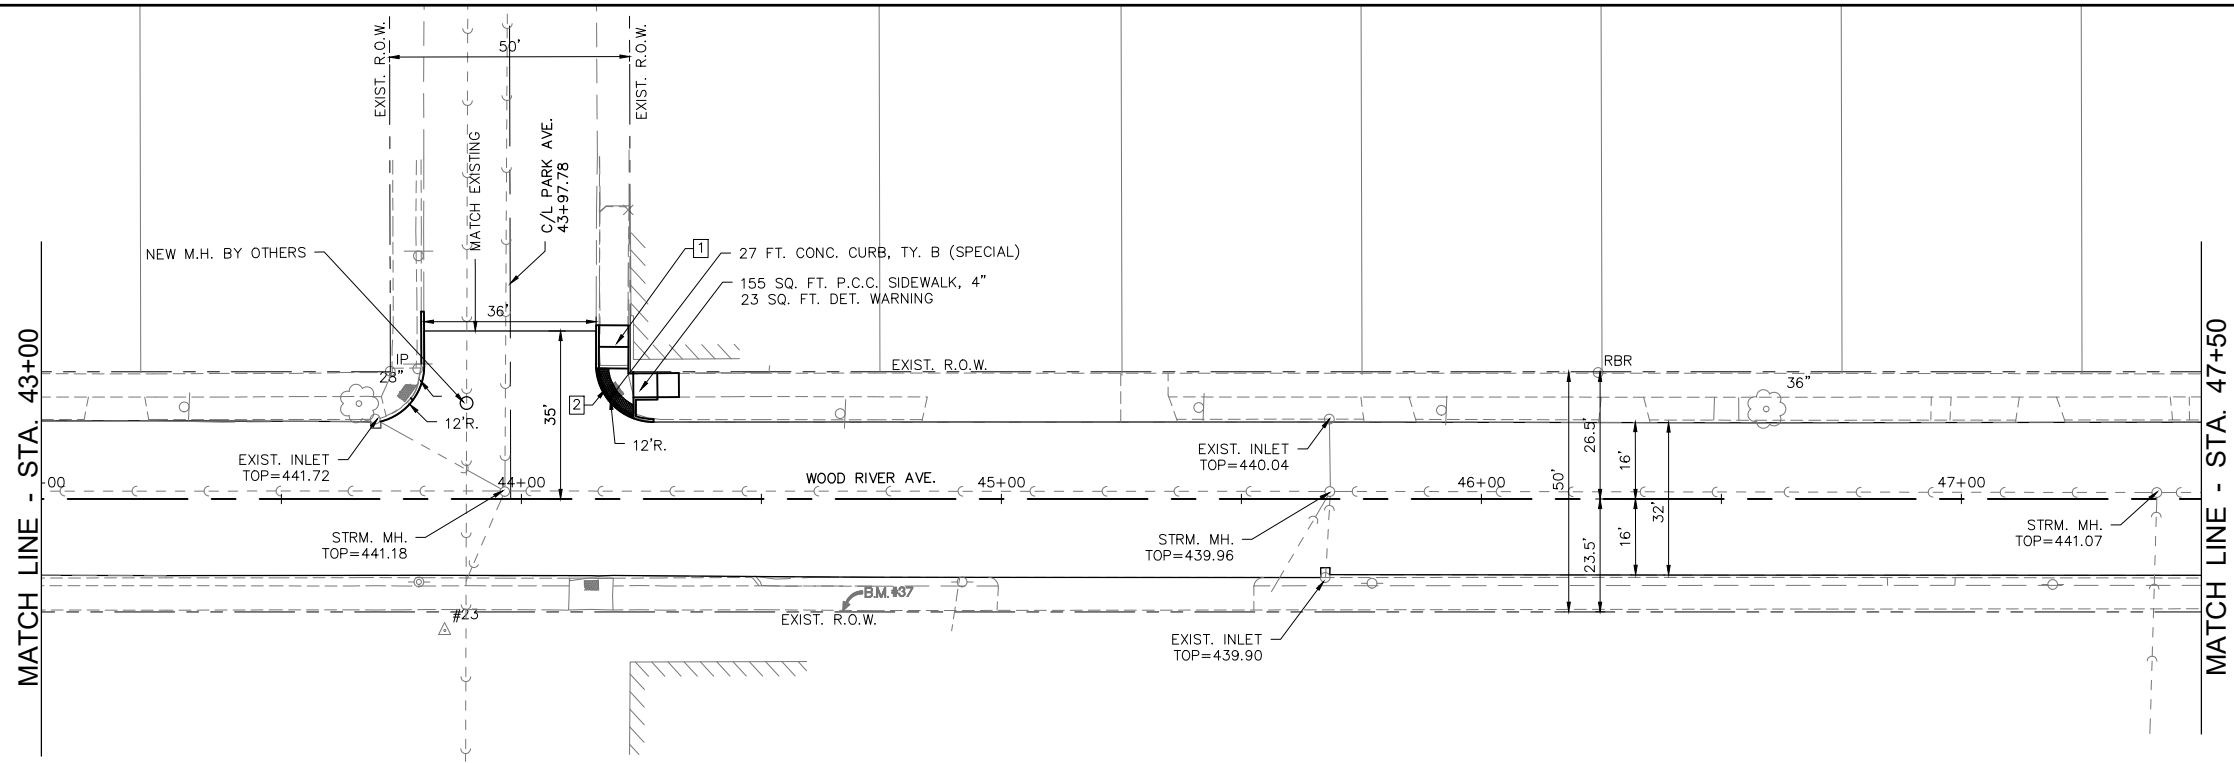 EXIST. R.O.W.
50'
EXIST. R.O.W.
MATCH EXISTING
C/L PARK AVE.
43+97.78
NEW M.H. BY OTHERS
1
27 FT. CONC. CURB, TY. B (SPECIAL)
155 SQ. FT. P.C.C. SIDEWALK, 4"
23 SQ. FT. DET. WARNING
36'
MATCH LINE - STA. 43+00
IP
28"
35'
2
12'R.
12'R.
EXIST. R.O.W.
RBR
36"
MATCH LINE - STA. 47+50
EXIST. INLET
TOP=441.72
EXIST. INLET
TOP=440.04
26.5'
16'
50'
32'
00
44+00
WOOD RIVER AVE.
45+00
46+00
47+00
STRM. MH.
TOP=441.18
STRM. MH.
TOP=439.96
23.5'
16'
STRM. MH.
TOP=441.07
B.M. #37
#23
EXIST. R.O.W.
EXIST. INLET
TOP=439.90